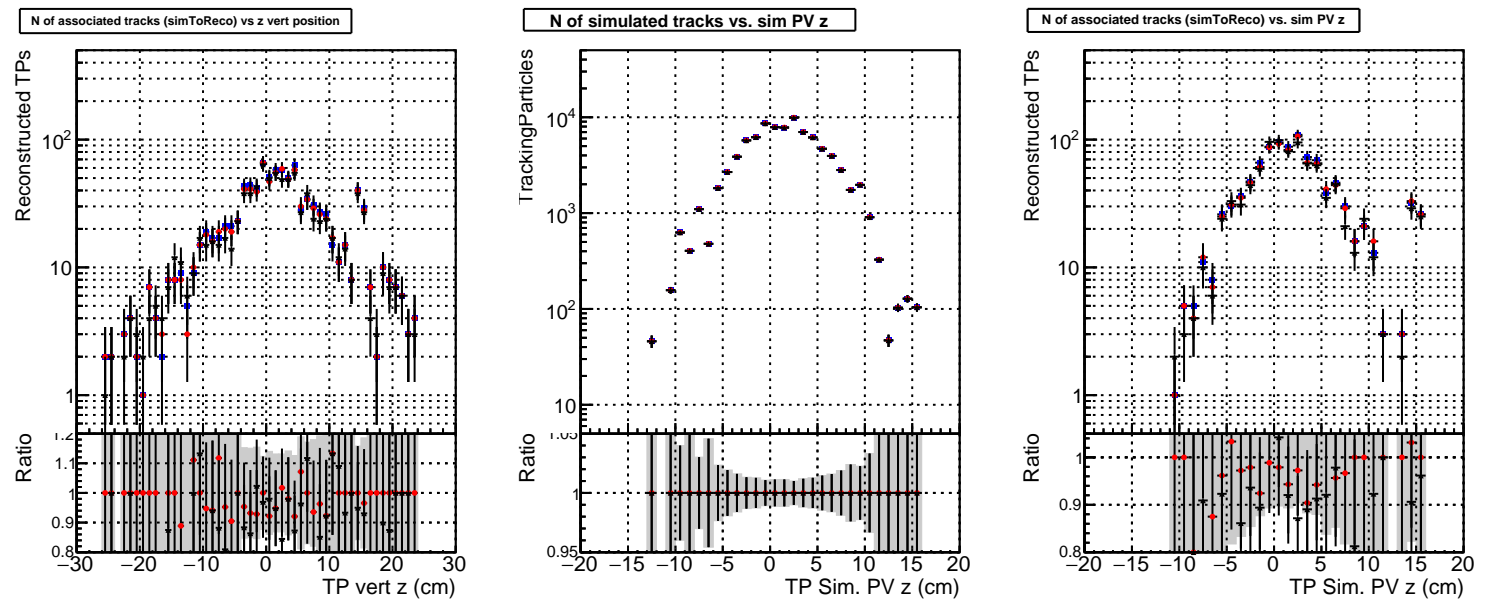 N of associated tracks (simToReco) vs z vert position
Reconstructed TPs
10²
10
1
Ratio
1.2
1.1
1
0.9
0.8
−30 −20 −10 0 10 20 30
TP vert z (cm)
N of simulated tracks vs. sim PV z
TrackingParticles
10⁴
10³
10²
10
Ratio
1.05
1
0.95
−20 −15 −10 −5 0 5 10 15 20
TP Sim. PV z (cm)
N of associated tracks (simToReco) vs. sim PV z
Reconstructed TPs
10²
10
1
Ratio
1
0.9
0.8
−20 −15 −10 −5 0 5 10 15 20
TP Sim. PV z (cm)